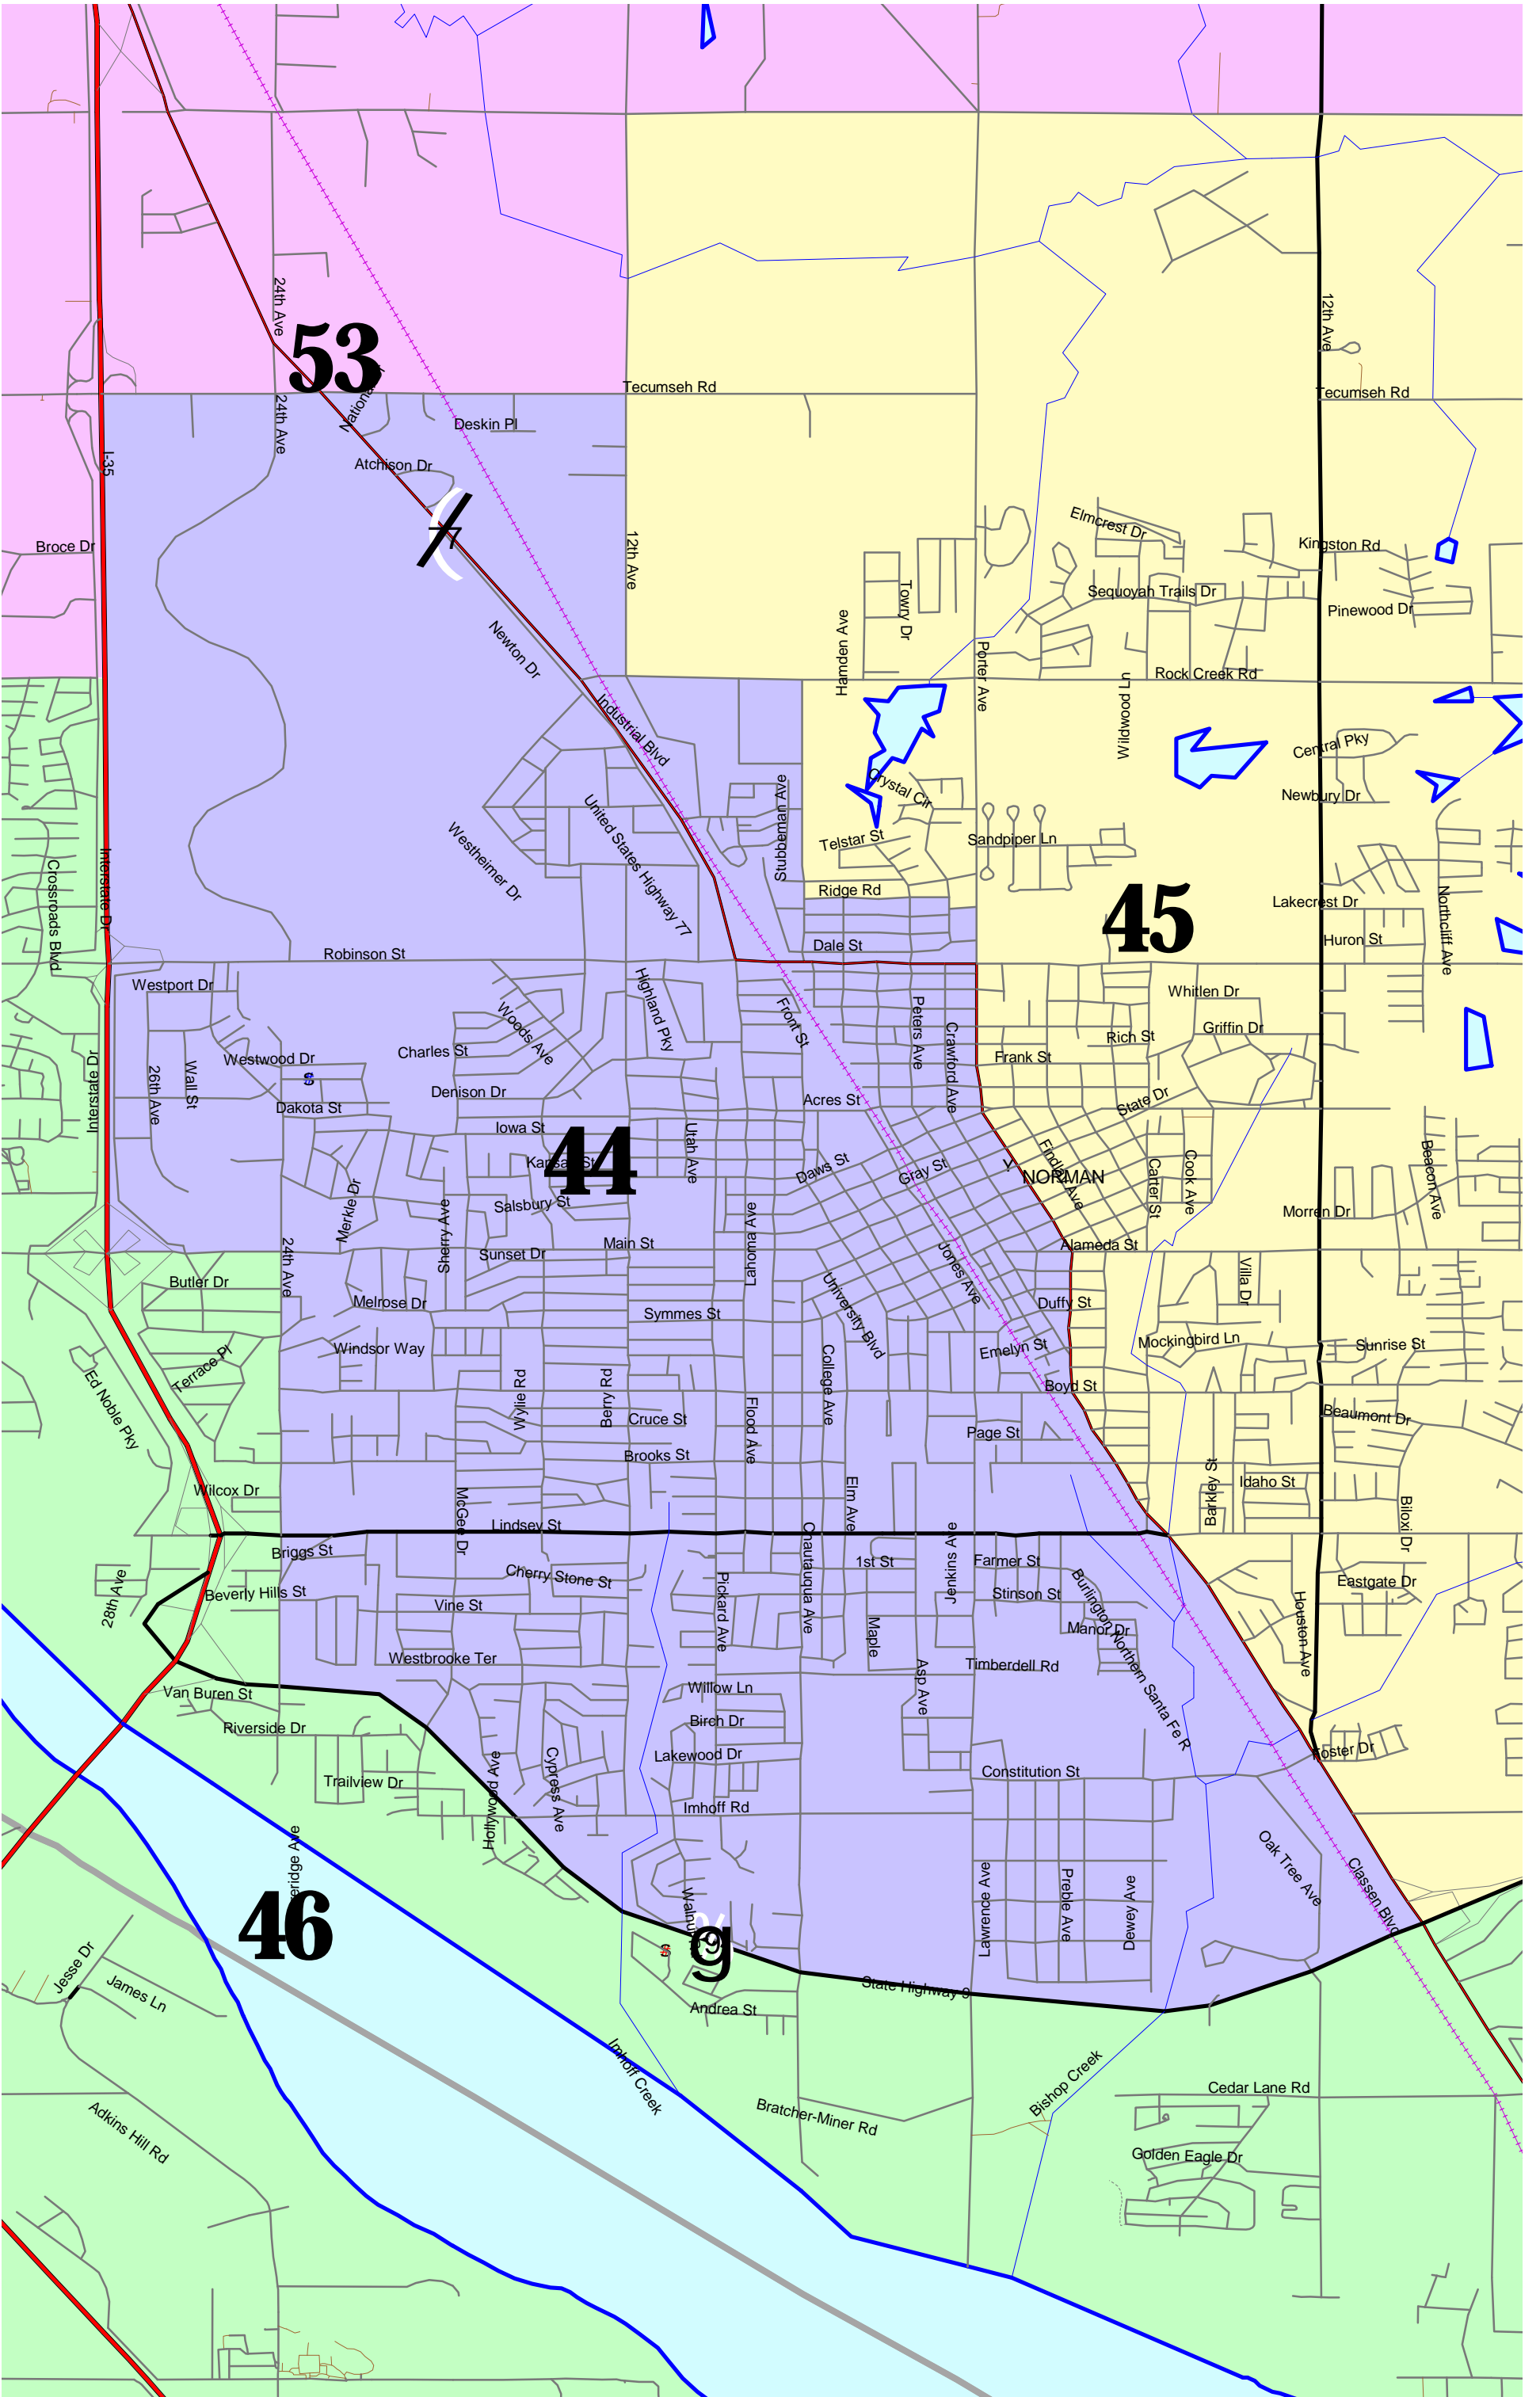 24th Ave
12th Ave
53
Tecumseh Rd
Tecumseh Rd
24th Ave
Deskin Pl
I-35
Atchison Dr
77
Elmcrest Dr
Broce Dr
12th Ave
Kingston Rd
Towry Dr
Sequoyah Trails Dr
Pinewood Dr
Hamden Ave
Newton Dr
Porter Ave
Rock Creek Rd
Wildwood Ln
Industrial Blvd
Central Pky
Crystal Cir
Newbury Dr
Stubbeman Ave
United States Highway 77
Telstar St
Sandpiper Ln
Westheimer Dr
Crossroads Blvd
Interstate Dr
Ridge Rd
45
Lakecrest Dr
Northcliff Ave
Huron St
Dale St
Robinson St
Westport Dr
Highland Pky
Whitlen Dr
Front St
Peters Ave
Woods Ave
Crawford Ave
Griffin Dr
Rich St
Charles St
Frank St
Westwood Dr
Interstate Dr
26th Ave
Wall St
Denison Dr
Acres St
State Dr
Dakota St
Iowa St
Utah Ave
44
Kansas St
Daws St
Gray St
NORMAN
Findlay Ave
Carter St
Cook Ave
Beacon Ave
Merkle Dr
Sherry Ave
Salsbury St
Morren Dr
Lahoma Ave
Main St
Sunset Dr
Alameda St
24th Ave
Jones Ave
Butler Dr
Villa Dr
Melrose Dr
University Blvd
Symmes St
Duffy St
Mockingbird Ln
Sunrise St
Windsor Way
Emelyn St
Terrace Pl
College Ave
Ed Noble Pky
Wylie Rd
Berry Rd
Boyd St
Flood Ave
Cruce St
Beaumont Dr
Page St
Brooks St
Barkley St
Idaho St
Wilcox Dr
McGee Dr
Elm Ave
Biloxi Dr
Lindsey St
Chautauqua Ave
Jenkins Ave
Briggs St
1st St
Farmer St
Cherry Stone St
28th Ave
Beverly Hills St
Pickard Ave
Stinson St
Eastgate Dr
Vine St
Burlington Northern Santa Fe R
Houston Ave
Maple
Manor Dr
Westbrooke Ter
Asp Ave
Timberdell Rd
Van Buren St
Willow Ln
Riverside Dr
Birch Dr
Lakewood Dr
Foster Dr
Hollywood Ave
Cypress Ave
Trailview Dr
Constitution St
Imhoff Rd
Oak Tree Ave
Classen Blvd
46
Lawrence Ave
Preble Ave
Dewey Ave
9
Jesse Dr
James Ln
State Highway 9
Andrea St
Imhoff Creek
Bishop Creek
Cedar Lane Rd
Bratcher-Miner Rd
Adkins Hill Rd
Golden Eagle Dr